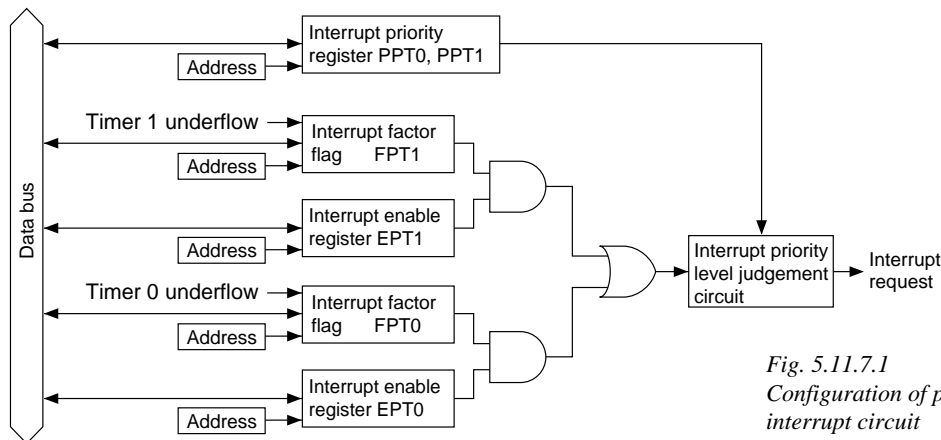 Data bus
Interrupt priority
register PPT0, PPT1
Address
Timer 1 underflow
Interrupt factor
flag FPT1
Address
Interrupt enable
register EPT1
Address
Timer 0 underflow
Interrupt factor
flag FPT0
Address
Interrupt enable
register EPT0
Address
Interrupt priority
level judgement
circuit
Interrupt
request
Fig. 5.11.7.1
Configuration of
interrupt circuit